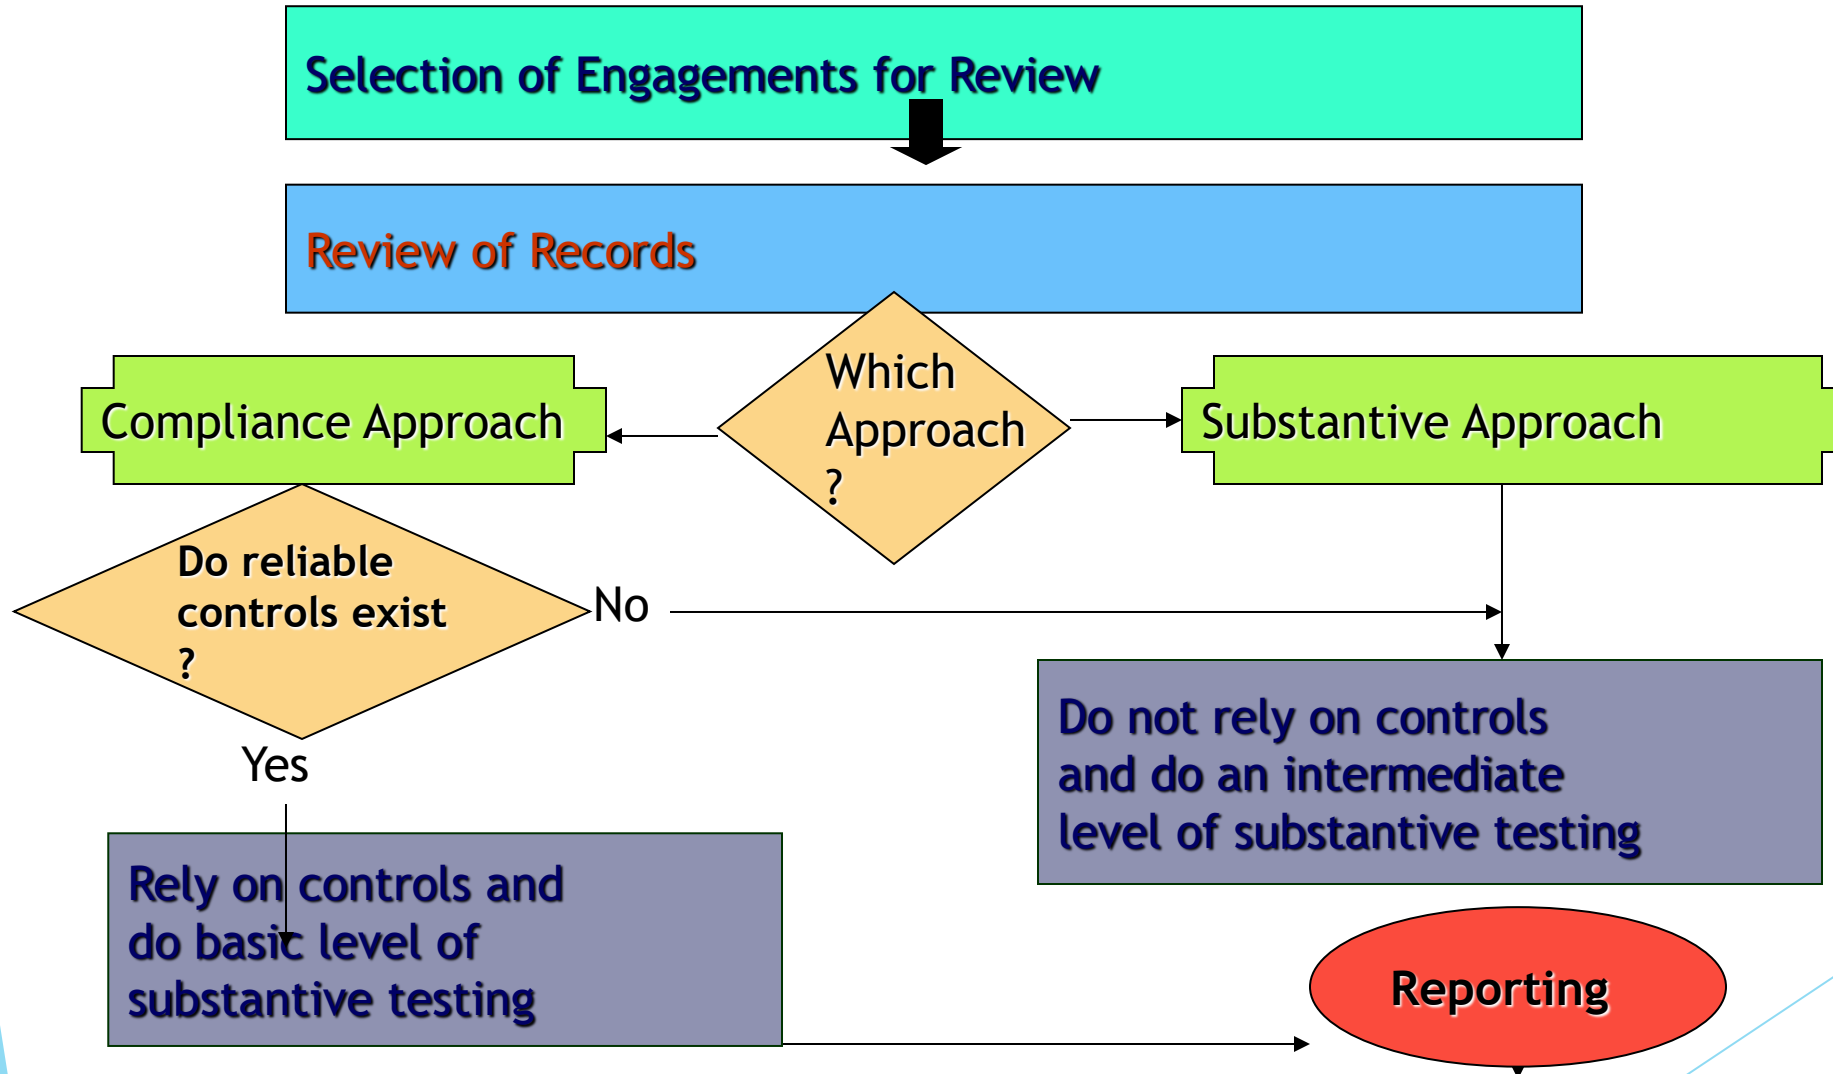 Selection of Engagements for Review
Review of Records
Which
Approach
?
Compliance Approach
Substantive Approach
Do reliable
controls exist
?
No
Yes
Do not rely on controls
and do an intermediate
level of substantive testing
Rely on controls and
do basic level of
substantive testing
Reporting